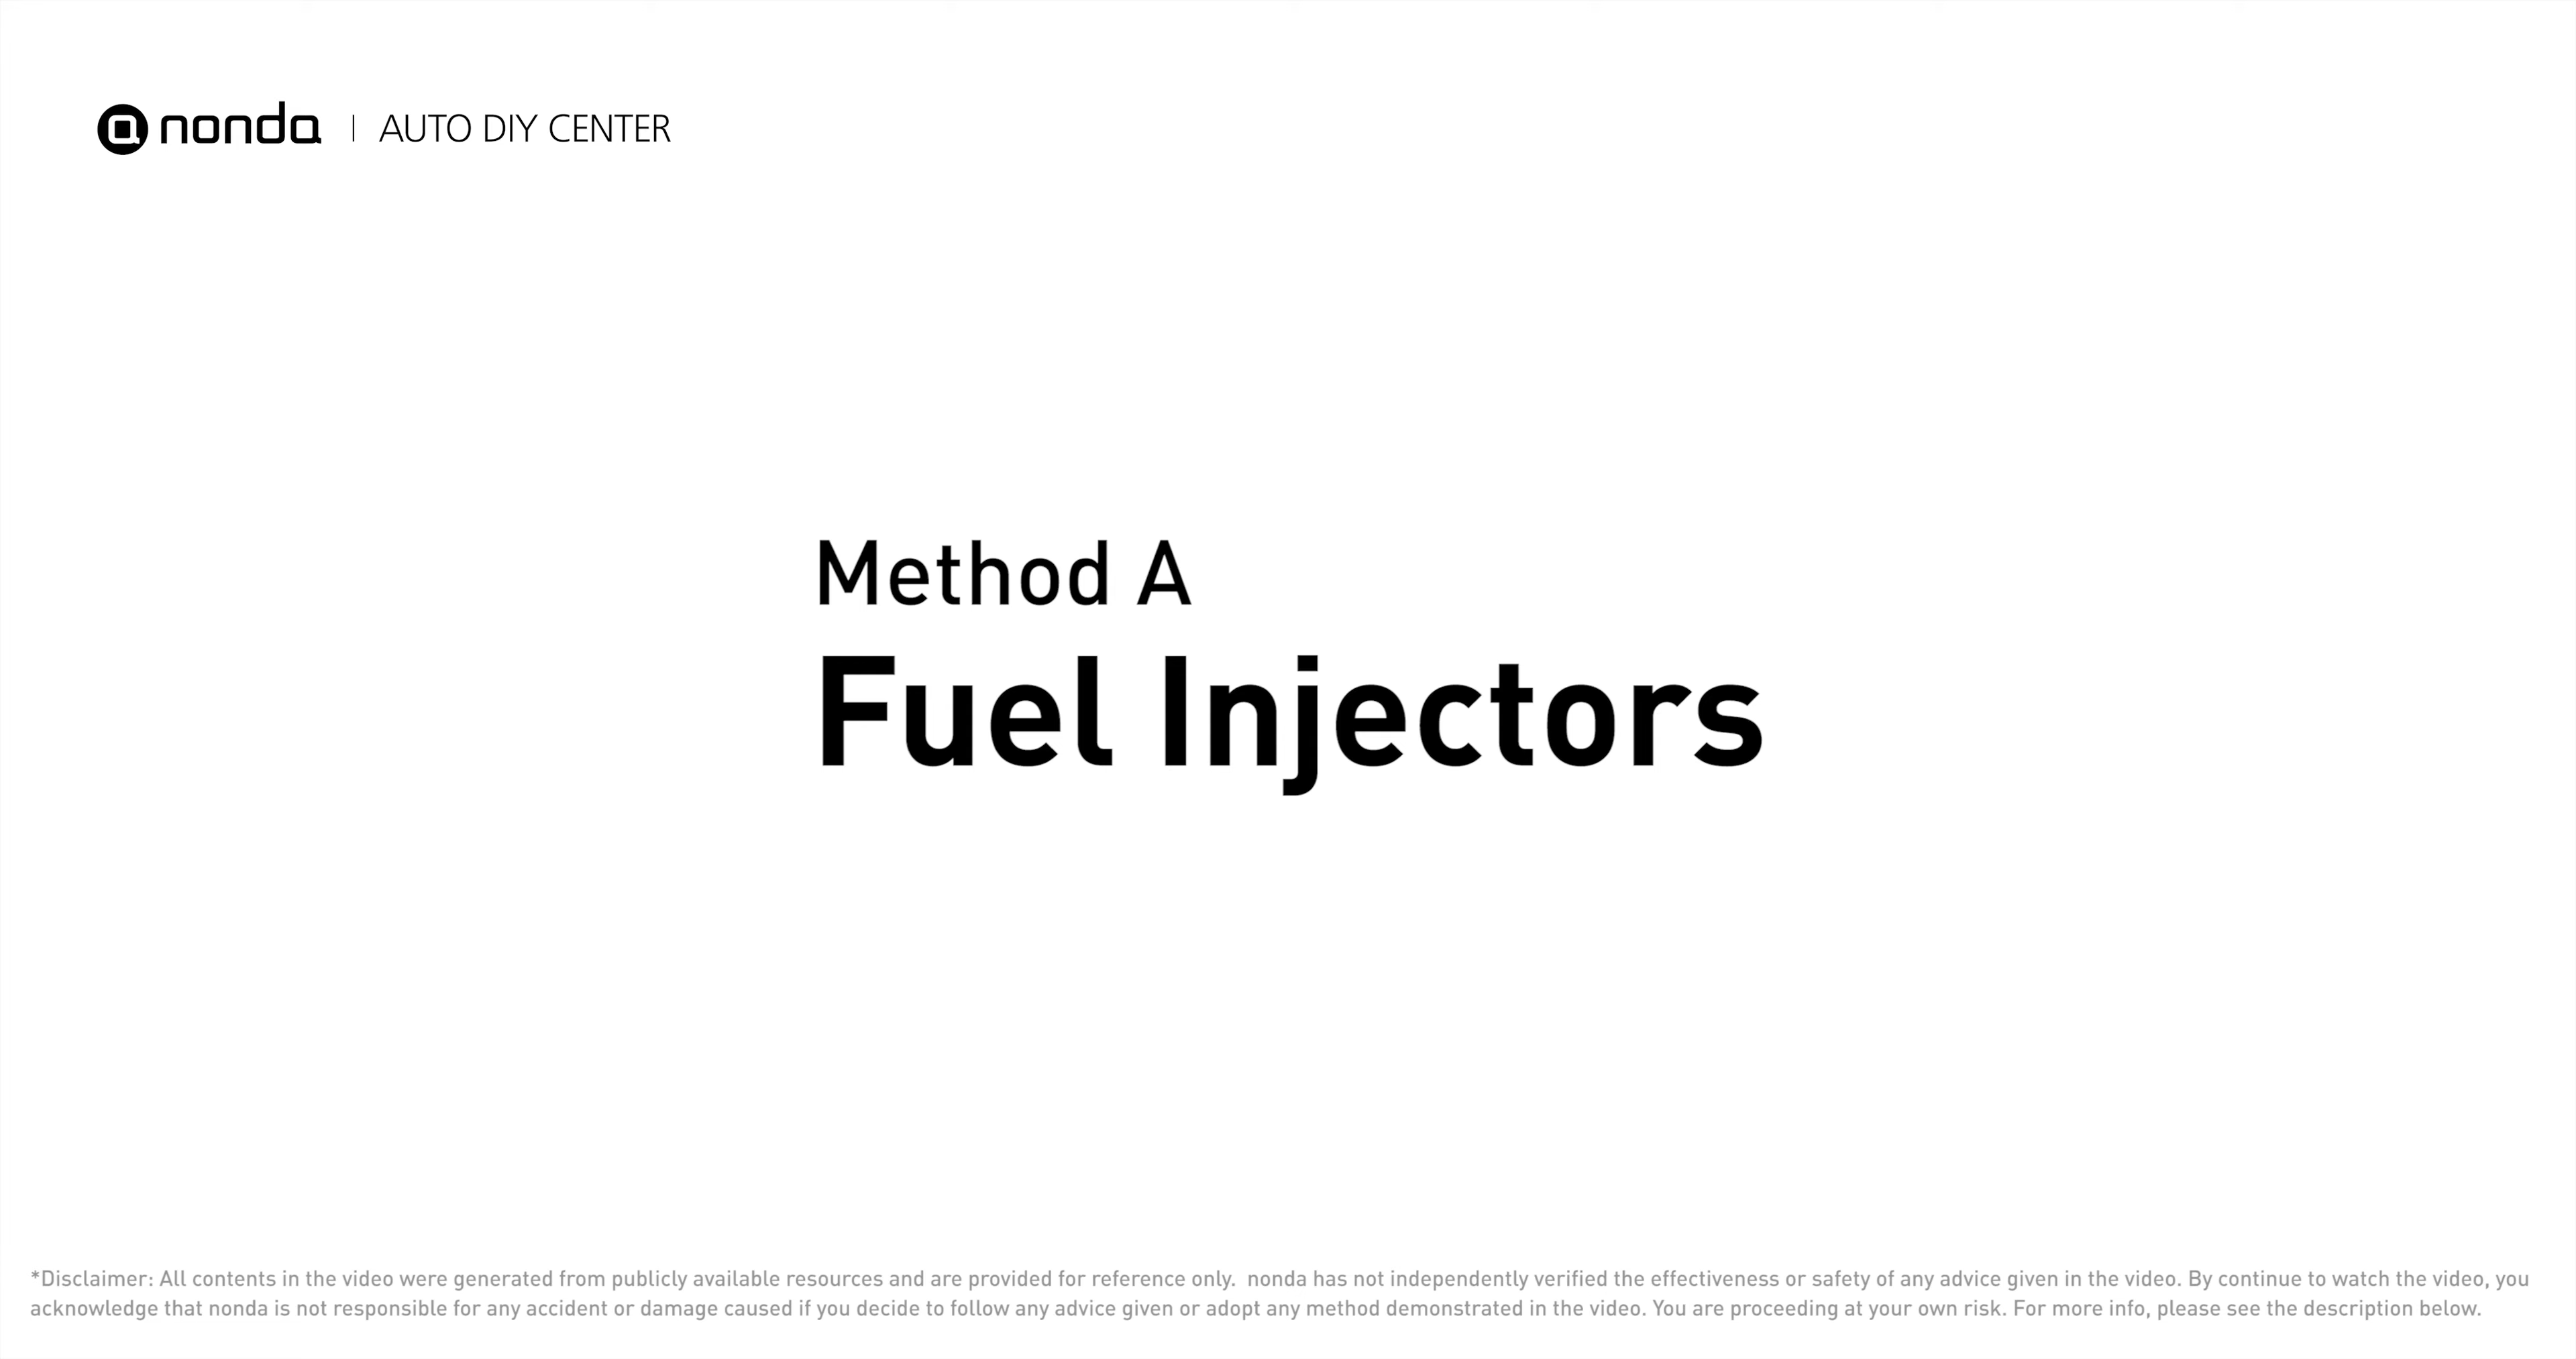 nonda | AUTO DIY CENTER
Method A
Fuel Injectors
*Disclaimer: All contents in the video were generated from publicly available resources and are provided for reference only.  nonda has not independently verified the effectiveness or safety of any advice given in the video. By continue to watch the video, you
acknowledge that nonda is not responsible for any accident or damage caused if you decide to follow any advice given or adopt any method demonstrated in the video. You are proceeding at your own risk. For more info, please see the description below.